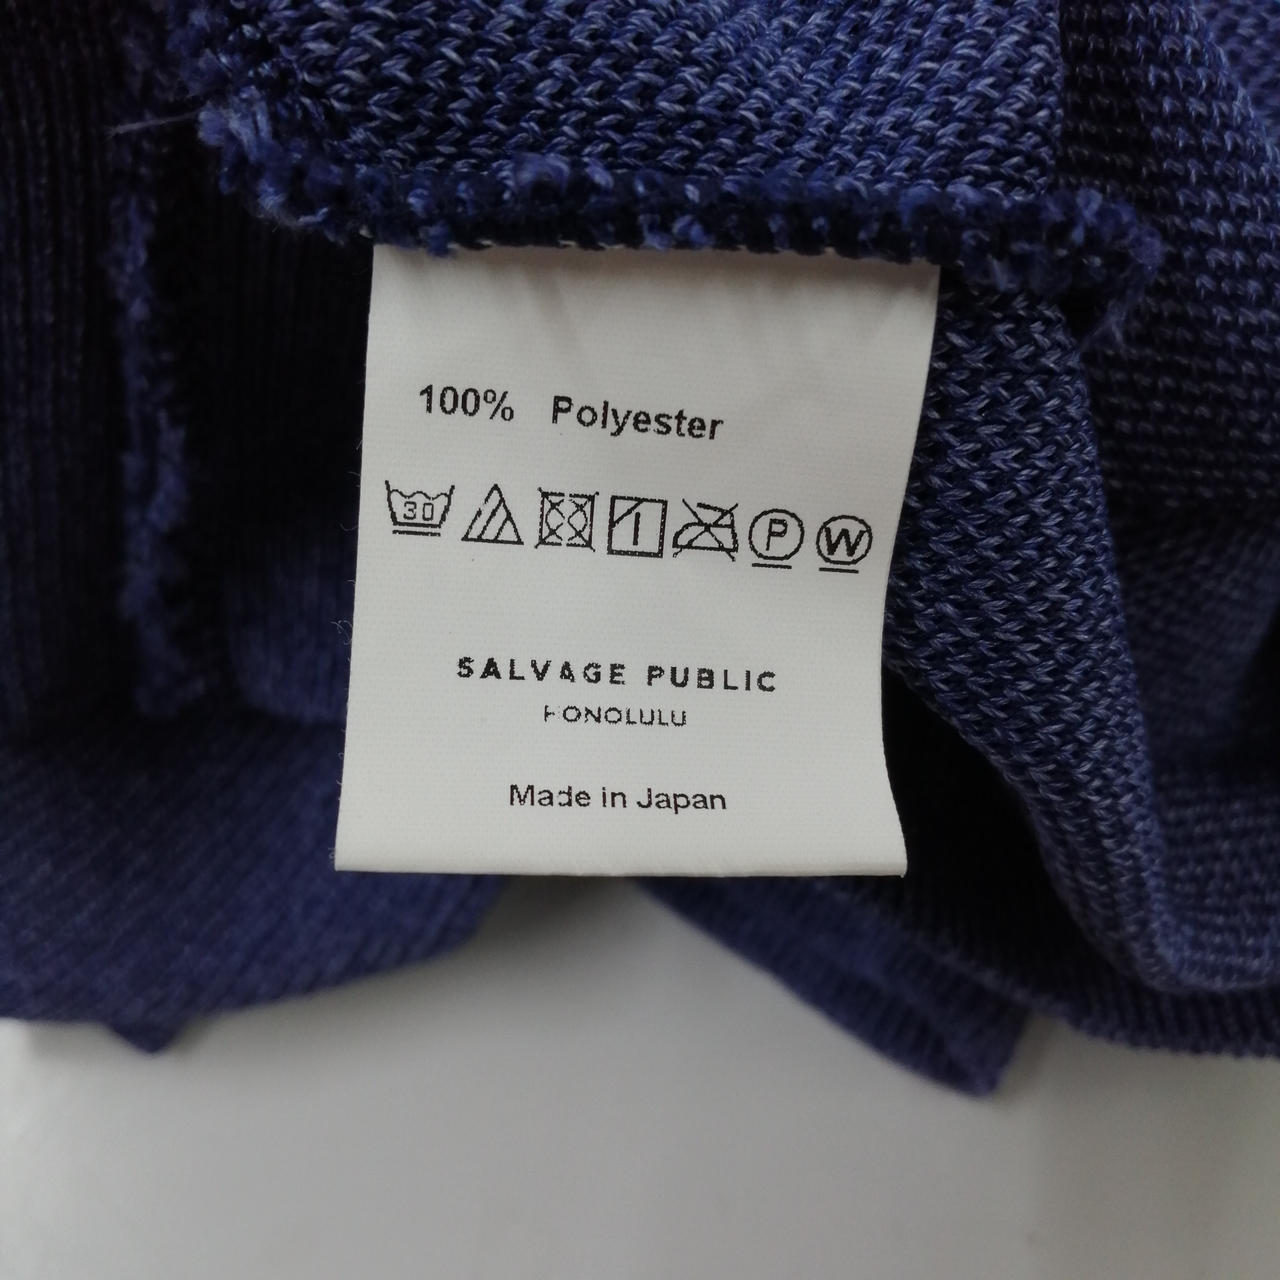 100% Polyester
30 P W
SALVAGE PUBLIC
HONOLULU
Made in Japan